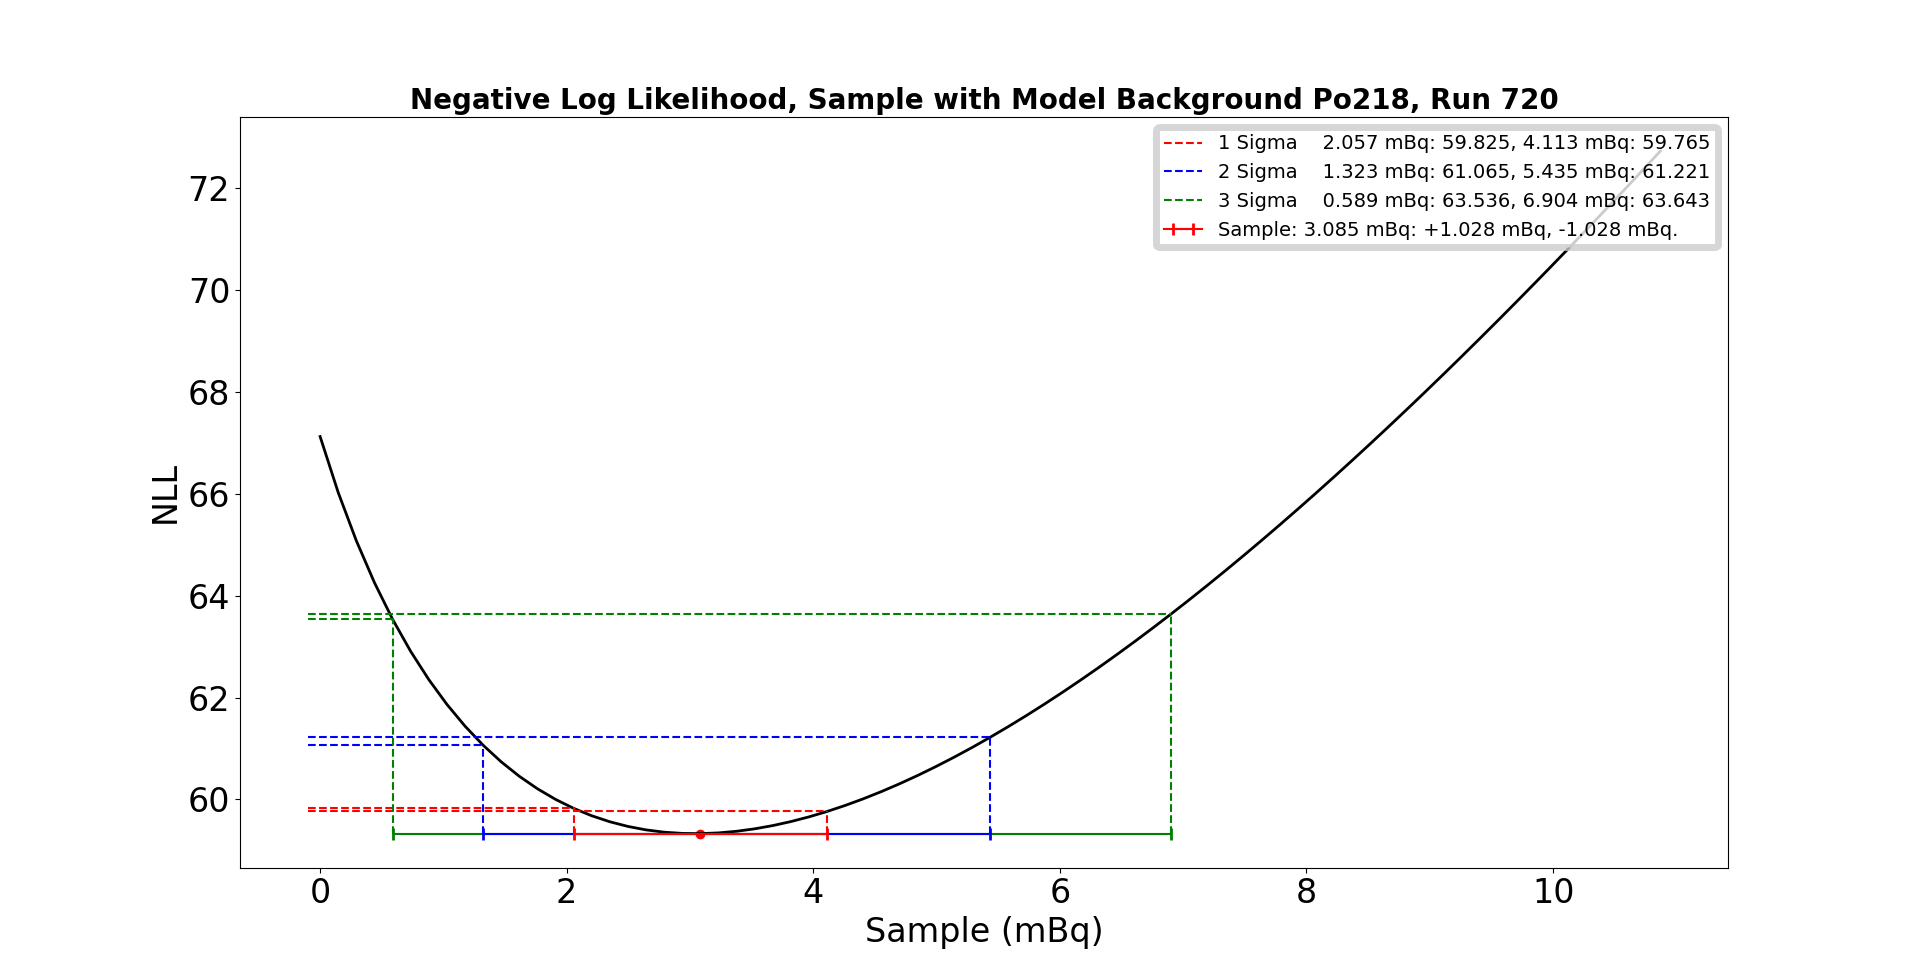 Negative Log Likelihood, Sample with Model Background Po218, Run 720
1 Sigma    2.057 mBq: 59.825, 4.113 mBq: 59.765
2 Sigma    1.323 mBq: 61.065, 5.435 mBq: 61.221
3 Sigma    0.589 mBq: 63.536, 6.904 mBq: 63.643
Sample: 3.085 mBq: +1.028 mBq, -1.028 mBq.
72
70
68
66
64
62
60
NLL
0 2 4 6 8 10
Sample (mBq)